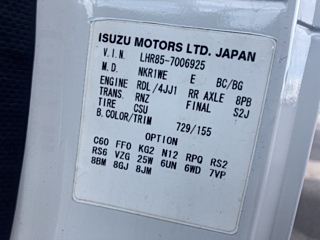 ISUZU MOTORS LTD. JAPAN
V.I.N. LHR85-7006925
M.D. NKR1WE E BC/BG
ENGINE RDL/4JJ1 RR AXLE 8PB
TRANS. RNZ FINAL S2J
TIRE CSU
B.COLOR/TRIM 729/155
OPTION
C60 FF0 KG2 N12 RPQ RS2
RS6 VZG 25W 6UN 6WD 7VP
8BM 8GJ 8JM